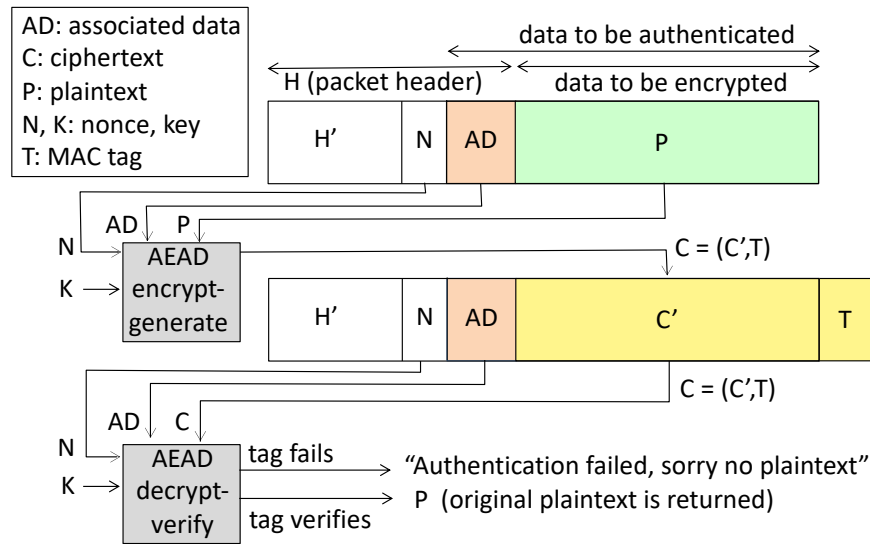 AD: associated data
C: ciphertext
P: plaintext
N, K: nonce, key
T: MAC tag
data to be authenticated
H (packet header)
data to be encrypted
H’
N
AD
P
AD
P
N
K
AEAD
encrypt-
generate
C = (C’,T)
H’
N
AD
C’
T
C = (C’,T)
AD
C
N
K
AEAD
decrypt-
verify
tag fails
“Authentication failed, sorry no plaintext”
tag verifies
P (original plaintext is returned)